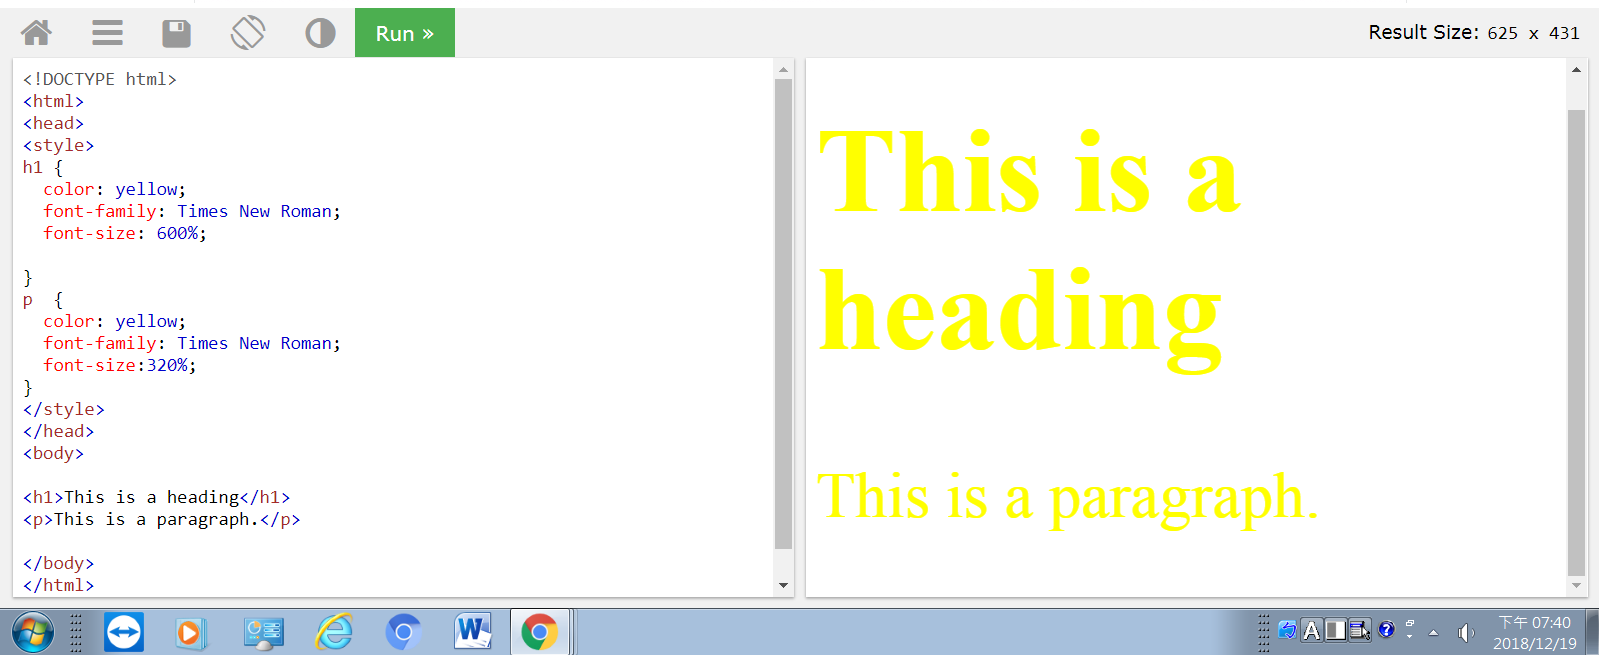 Run »
Result Size: 625 x 431
<!DOCTYPE html>
<html>
<head>
<style>
h1 {
  color: yellow;
  font-family: Times New Roman;
  font-size: 600%;

}
p  {
  color: yellow;
  font-family: Times New Roman;
  font-size:320%;
}
</style>
</head>
<body>

<h1>This is a heading</h1>
<p>This is a paragraph.</p>

</body>
</html>
This is a
heading
This is a paragraph.
W
A
?
下午 07:40
2018/12/19